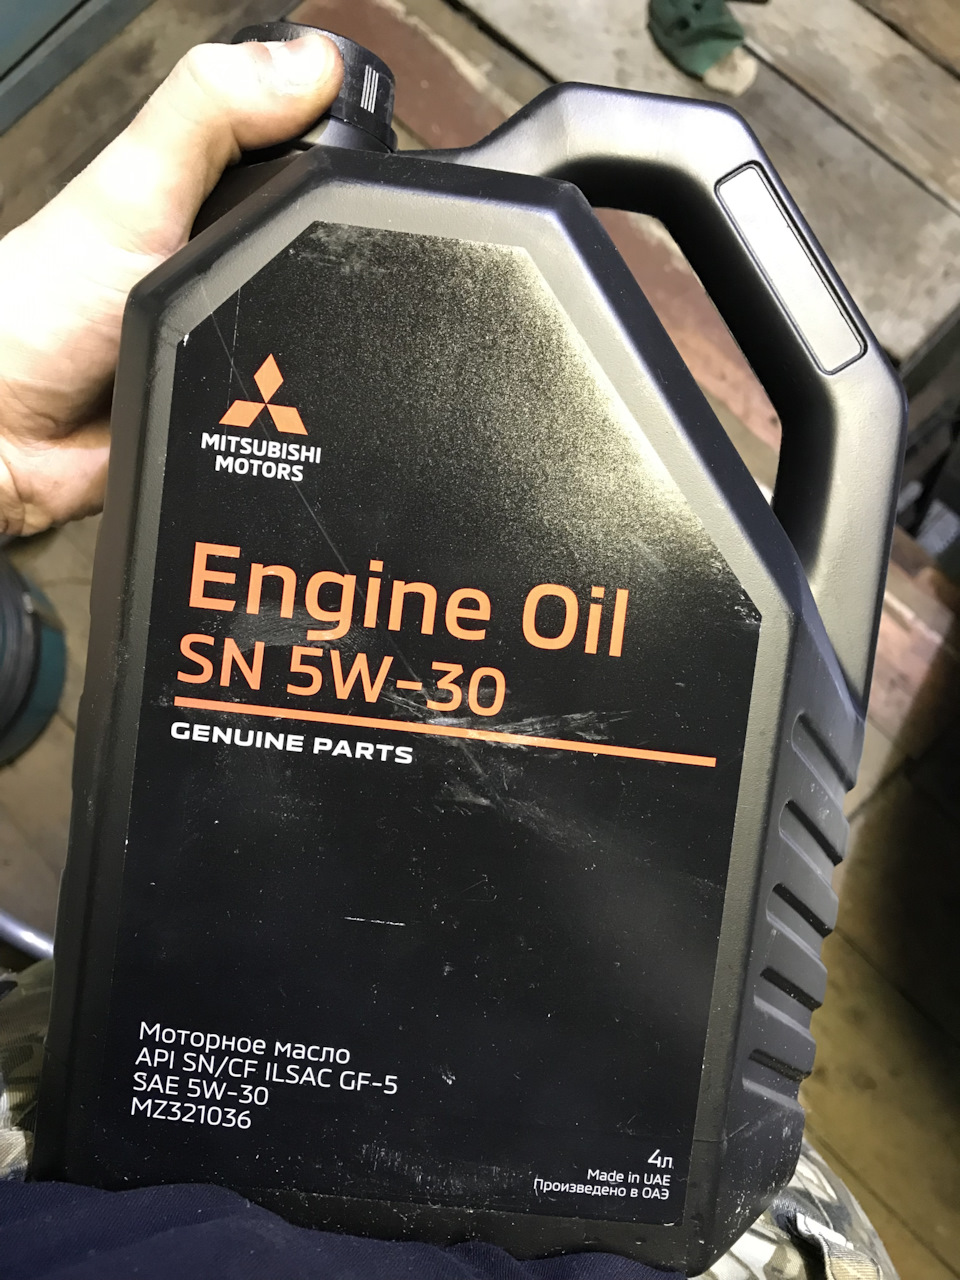 MITSUBISHI
MOTORS
Engine Oil
SN 5W-30
GENUINE PARTS
Моторное масло
API SN/CF ILSAC GF-5
SAE 5W-30
MZ321036
4л
Made in UAE
Произведено в ОАЭ